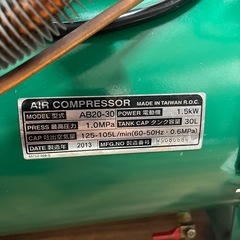 AIR COMPRESSOR MADE IN TAIWAN R.O.C.
MODEL 型式 AB20-30 POWER 電動機 1.5kW
PRESS 最高圧力 1.0MPa TANK CAP タンク容量 30L
CAP 吐出空気量 125-105L/min(60-50Hz・0.6MPa)
DATE 製造年 2013 MFG.NO 製造番号